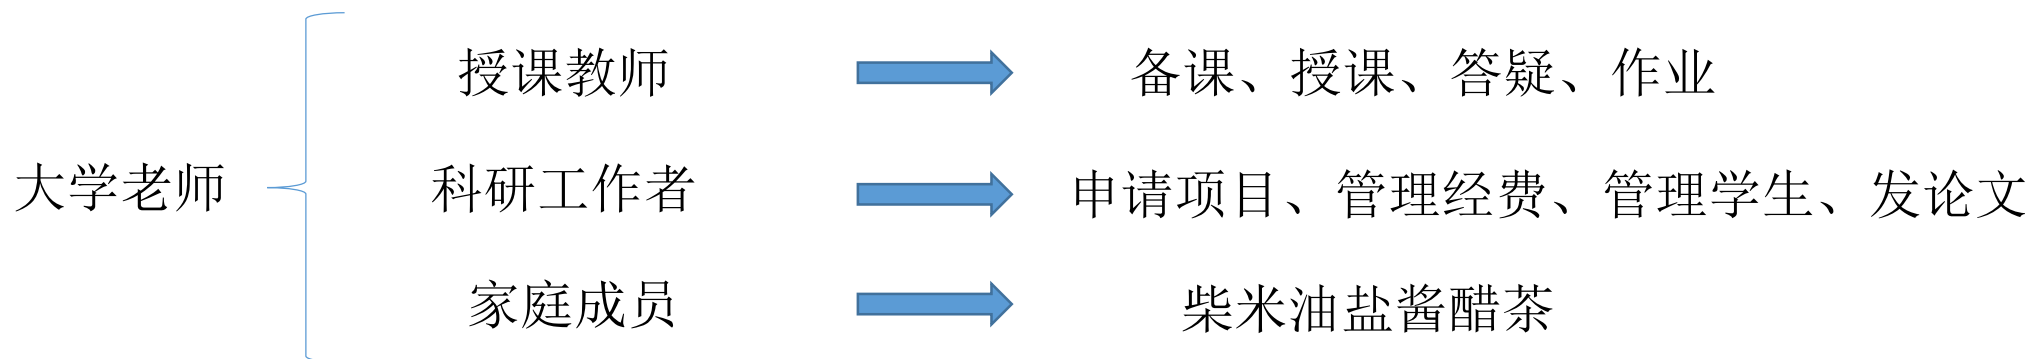 授课教师
备课、授课、答疑、作业
大学老师
科研工作者
申请项目、管理经费、管理学生、发论文
家庭成员
柴米油盐酱醋茶